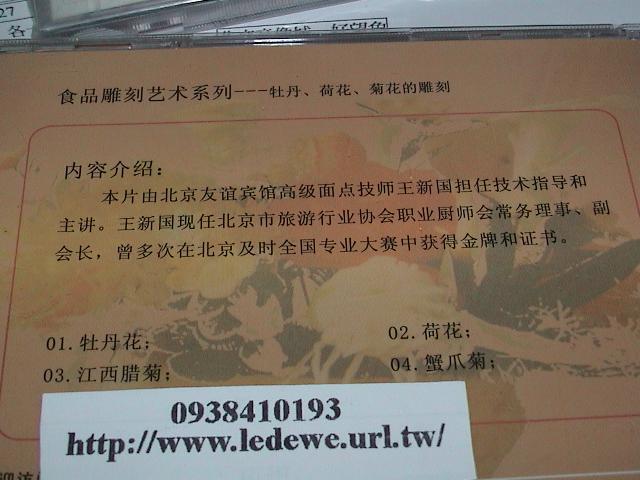 27
各
食品雕刻艺术系列---牡丹、荷花、菊花的雕刻
内容介绍：
本片由北京友谊宾馆高级面点技师王新国担任技术指导和
主讲。王新国现任北京市旅游行业协会职业厨师会常务理事、副
会长，曾多次在北京及时全国专业大赛中获得金牌和证书。
01.牡丹花；
02.荷花；
03.江西腊菊；
04.蟹爪菊；
0938410193
http://www.ledewe.url.tw/